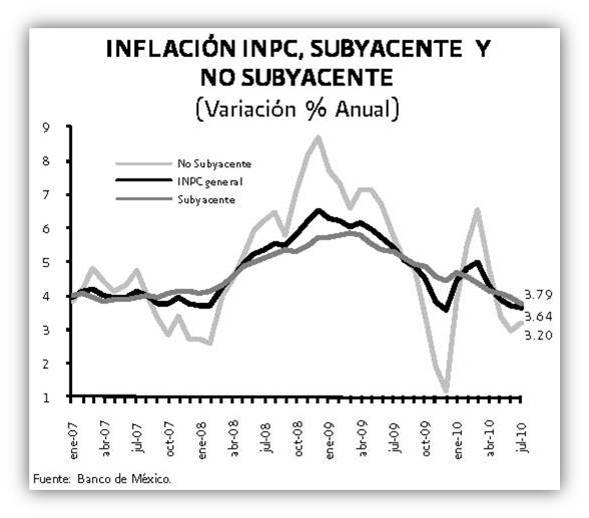 INFLACIÓN INPC, SUBYACENTE Y
NO SUBYACENTE
(Variación % Anual)
9
8
7
6
5
4
3
2
1
No Subyacente
INPC general
Subyacente
3.79
3.64
3.20
ene-07
abr-07
jul-07
oct-07
ene-08
abr-08
jul-08
oct-08
ene-09
abr-09
jul-09
oct-09
ene-10
abr-10
jul-10
Fuente: Banco de México.